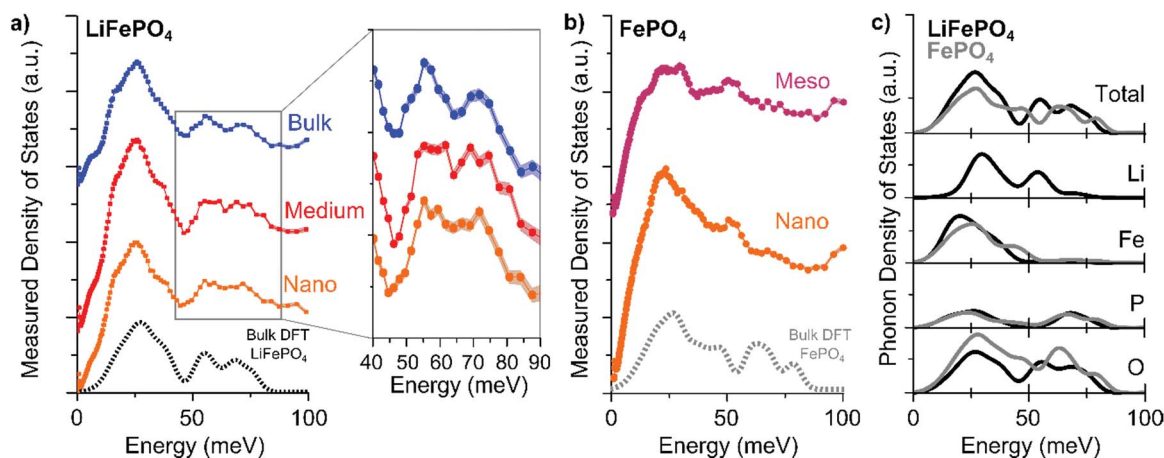 a)
LiFePO4
Measured Density of States (a.u.)
Bulk
Medium
Nano
Bulk DFT
LiFePO4
0
50
100
Energy (meV)
40
50
60
70
80
90
Energy (meV)
b)
FePO4
Measured Density of States (a.u.)
Meso
Nano
Bulk DFT
FePO4
0
50
100
Energy (meV)
c)
LiFePO4
FePO4
Phonon Density of States (a.u.)
Total
Li
Fe
P
O
0
50
100
Energy (meV)